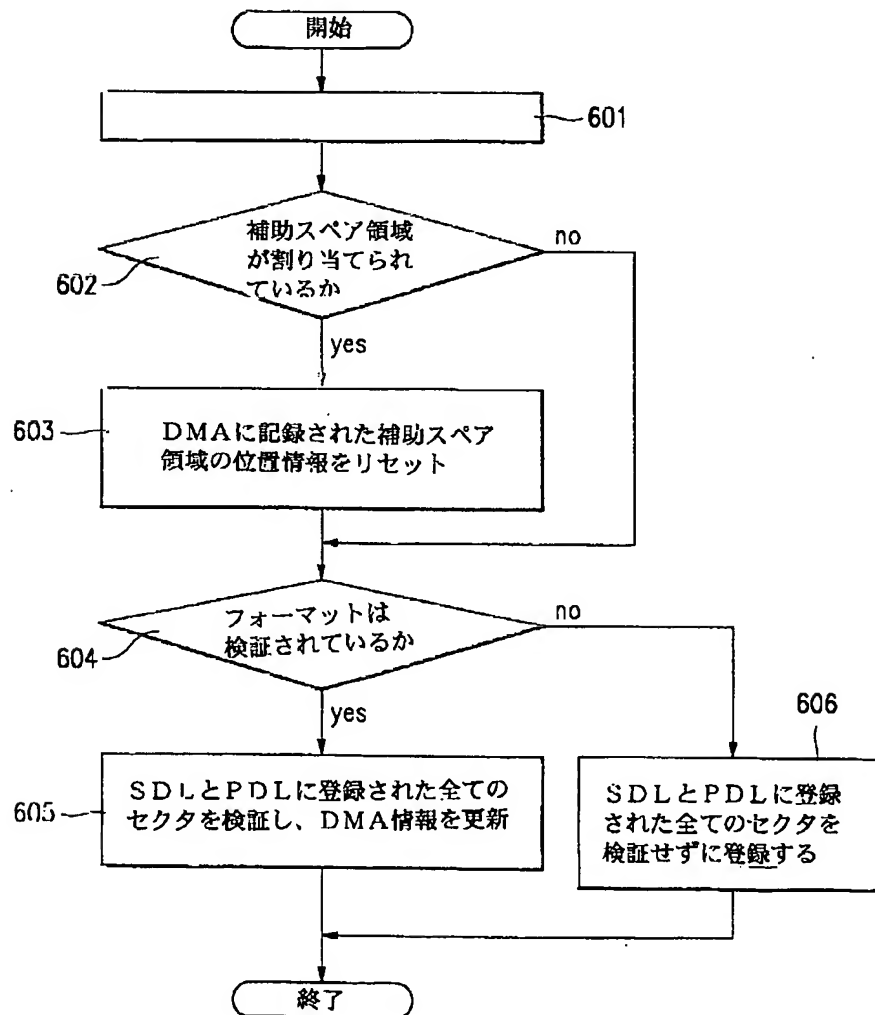 開始
601
補助スペア領域
が割り当てられ
ているか
no
602
yes
603
DMAに記録された補助スペア
領域の位置情報をリセット
フォーマットは
検証されているか
no
604
yes
606
605
SDLとPDLに登録された全ての
セクタを検証し、DMA情報を更新
SDLとPDLに登録
された全てのセクタを
検証せずに登録する
終了